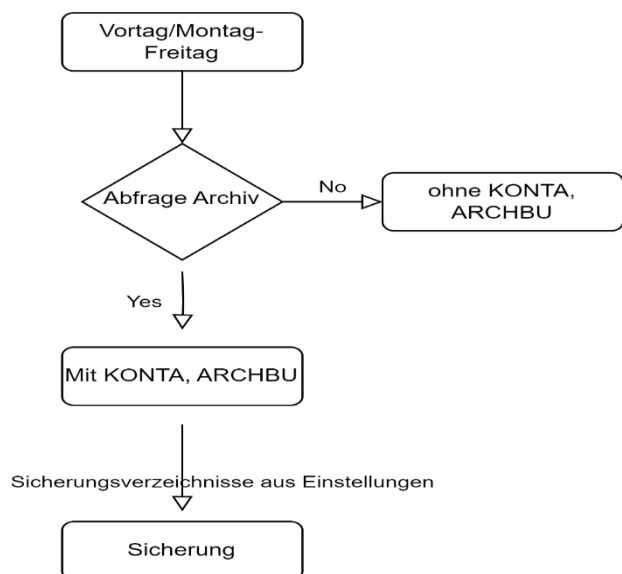 Vortag/Montag-
Freitag
Abfrage Archiv
No
ohne KONTA,
ARCHBU
Yes
Mit KONTA, ARCHBU
Sicherungsverzeichnisse aus Einstellungen
Sicherung